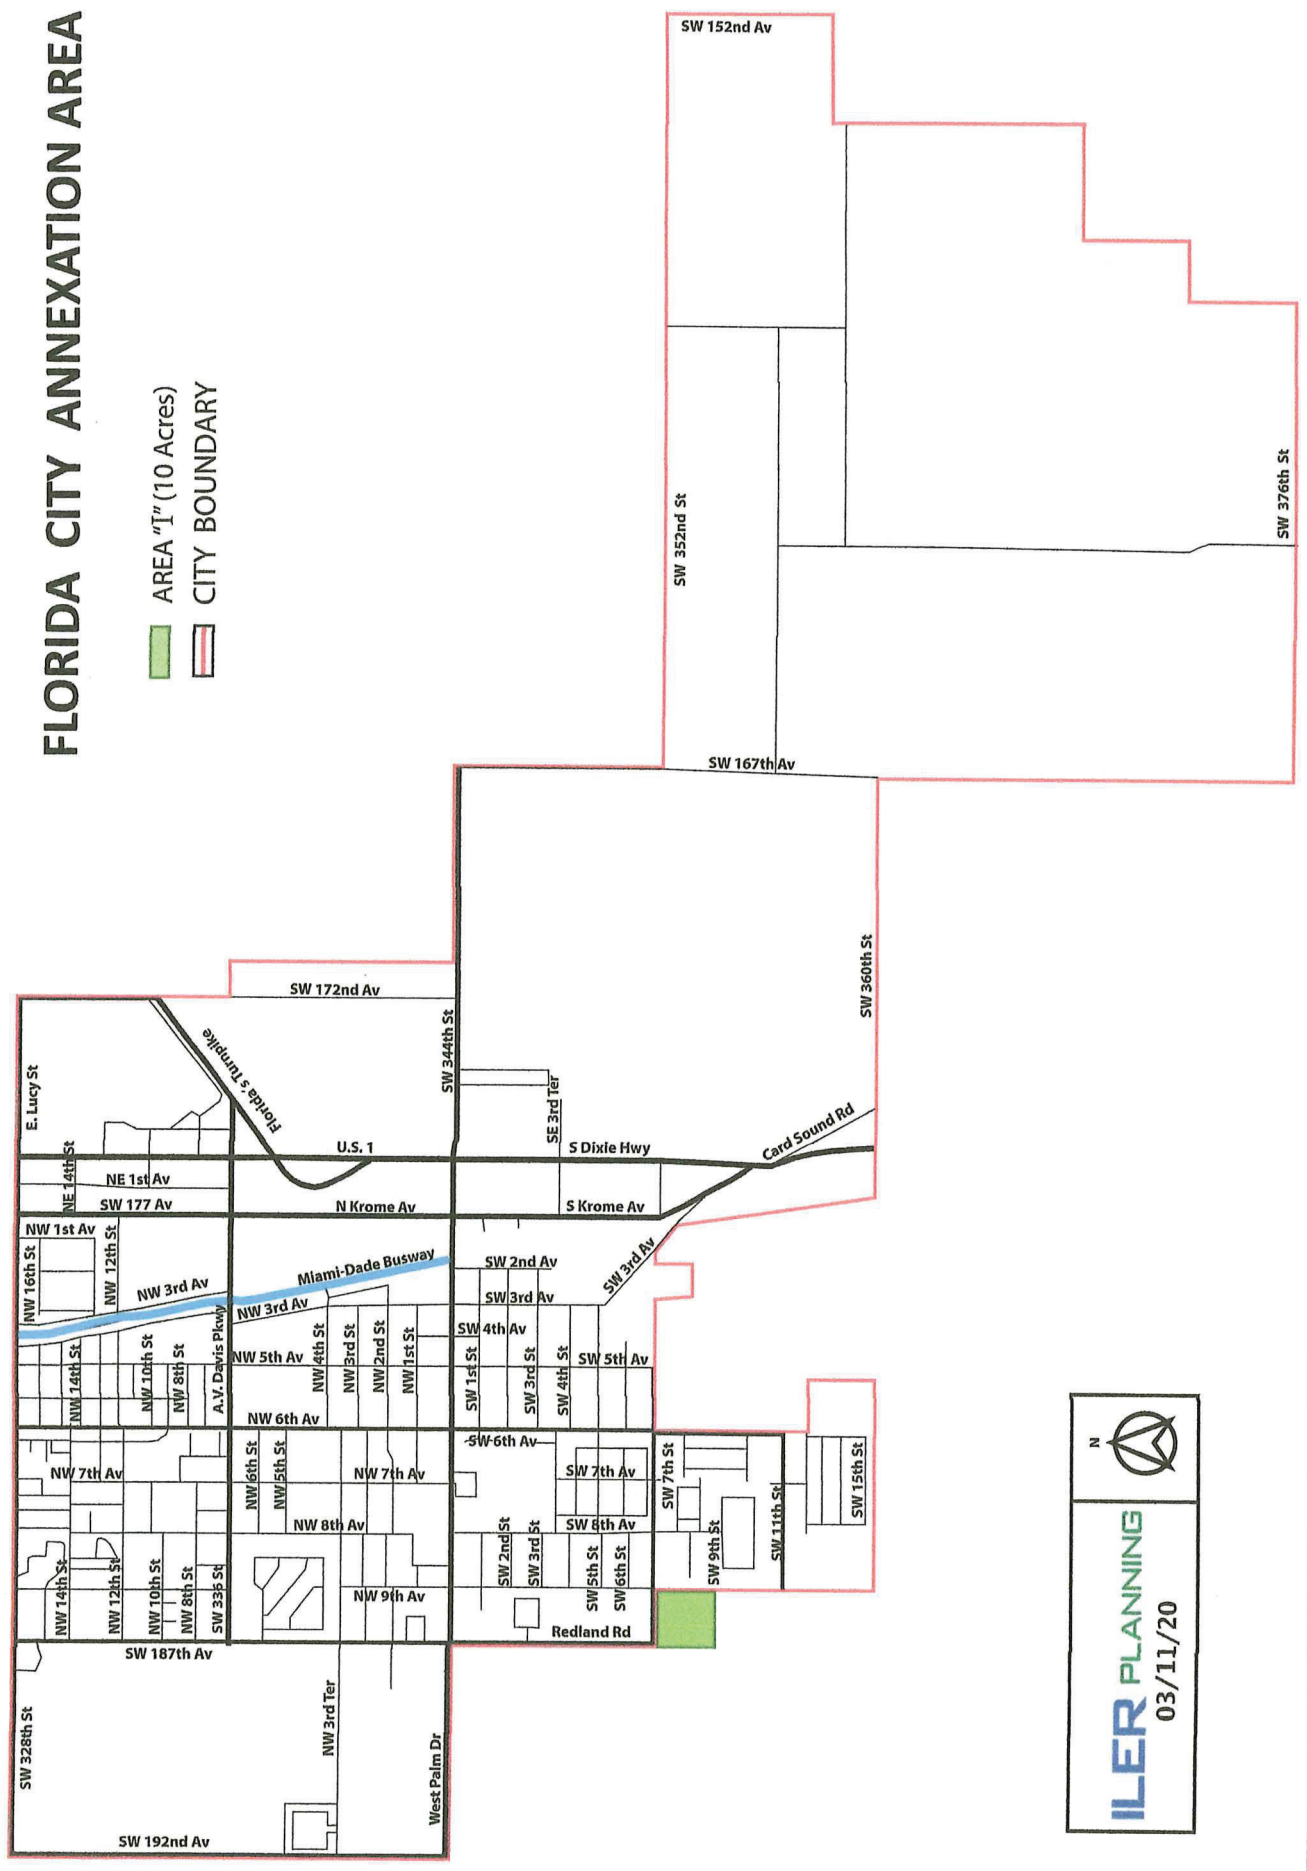 FLORIDA CITY ANNEXATION AREA
AREA "I" (10 Acres)
CITY BOUNDARY
SW 152nd Av
SW 352nd St
SW 376th St
SW 167th Av
SW 360th St
SW 172nd Av
SW 344th St
E. Lucy St
Florida's Turnpike
U.S. 1
S Dixie Hwy
SE 3rd Ter
Card Sound Rd
NE 14th St
NE 1st Av
SW 177 Av
N Krome Av
S Krome Av
NW 1st Av
NW 16th St
NW 12th St
NW 3rd Av
Miami-Dade Busway
NW 3rd Av
SW 2nd Av
SW 3rd Av
SW 3rd Av
SW 4th Av
NW 14th St
NW 10th St
NW 8th St
A.V. Davis Pkwy
NW 5th Av
NW 4th St
NW 3rd St
NW 2nd St
NW 1st St
SW 1st St
SW 3rd St
SW 4th St
SW 5th Av
NW 6th Av
SW 6th Av
NW 7th Av
NW 6th St
NW 5th St
NW 7th Av
SW 7th Av
SW 7th St
SW 15th St
NW 8th Av
SW 8th Av
SW 2nd St
SW 3rd St
SW 5th St
SW 6th St
SW 9th St
SW 11th St
NW 14th St
NW 12th St
NW 10th St
NW 8th St
SW 336 St
NW 9th Av
Redland Rd
SW 187th Av
SW 328th St
NW 3rd Ter
West Palm Dr
SW 192nd Av
N
ILER PLANNING
03/11/20